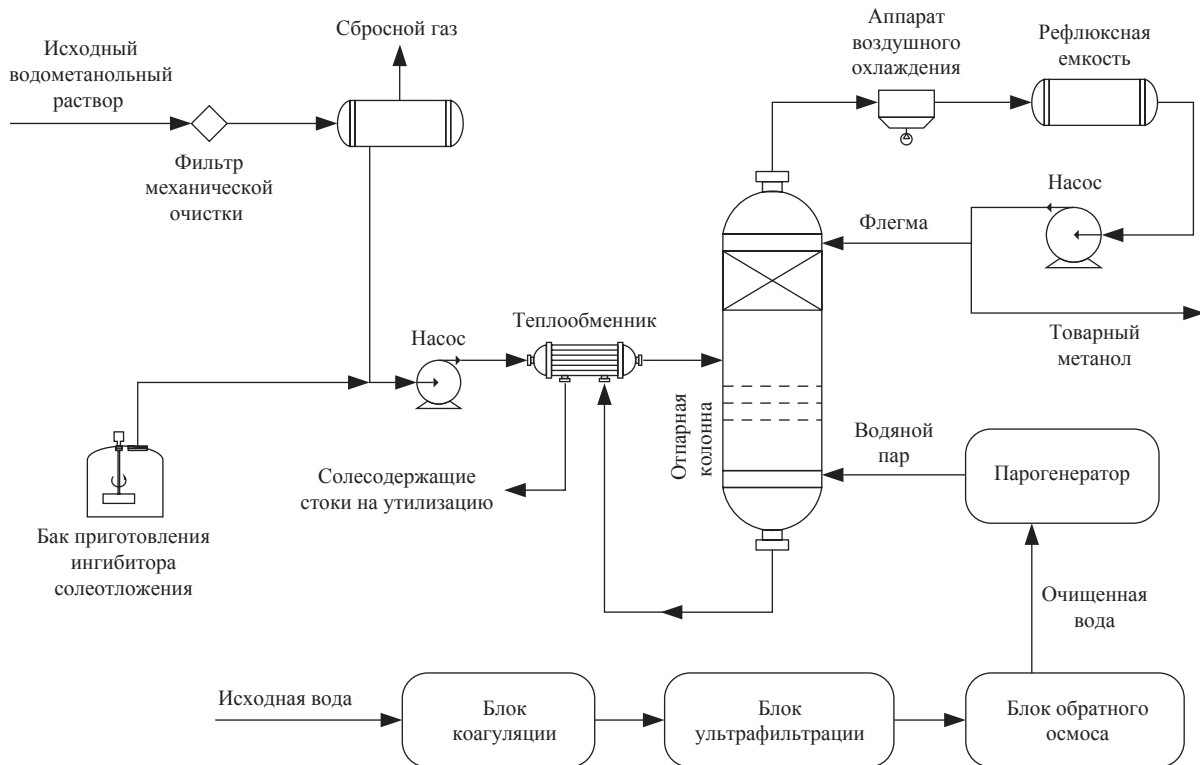 Сбросной газ
Исходный
водометанольный
раствор
Фильтр
механической
очистки
Аппарат
воздушного
охлаждения
Рефлюксная
емкость
Насос
Флегма
Товарный
метанол
Насос
Теплообменник
Отпарная
колонна
Водяной
пар
Парогенератор
Солесодержащие
стоки на утилизацию
Бак приготовления
ингибитора
солеотложения
Очищенная
вода
Исходная вода
Блок
коагуляции
Блок
ультрафильтрации
Блок обратного
осмоса